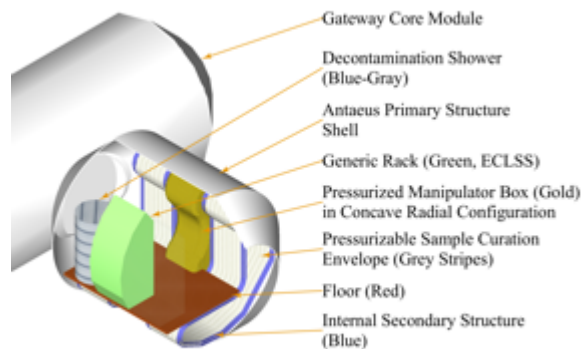 Gateway Core Module
Decontamination Shower
(Blue-Gray)
Antaeus Primary Structure
Shell
Generic Rack (Green, ECLSS)
Pressurized Manipulator Box (Gold)
in Concave Radial Configuration
Pressurizable Sample Curation
Envelope (Grey Stripes)
Floor (Red)
Internal Secondary Structure
(Blue)